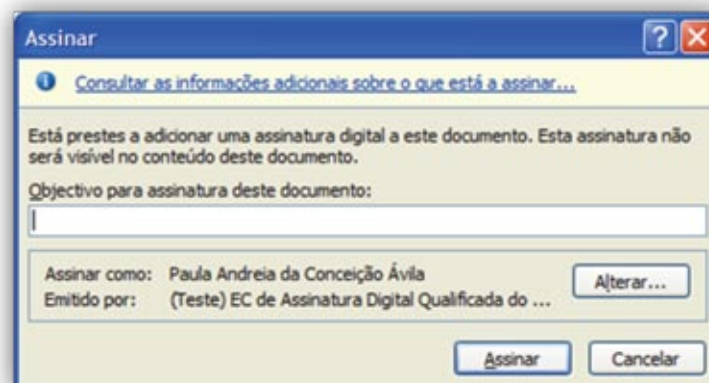 Assinar
Consultar as informações adicionais sobre o que está a assinar...
Está prestes a adicionar uma assinatura digital a este documento. Esta assinatura não
será visível no conteúdo deste documento.
Objectivo para assinatura deste documento:
Assinar como: Paula Andreia da Conceição Ávila
Alterar...
Emitido por: (Teste) EC de Assinatura Digital Qualificada do ...
Assinar Cancelar